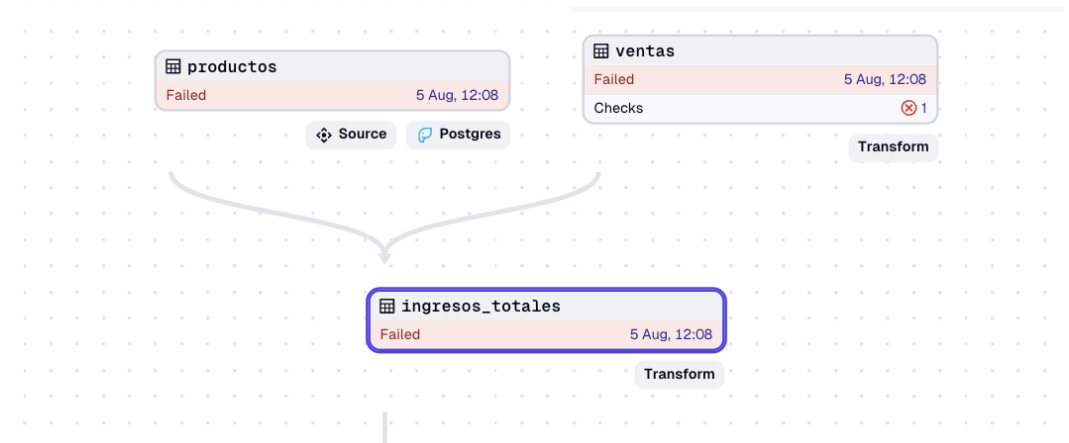 productos
Failed 5 Aug, 12:08
Source Postgres
ventas
Failed 5 Aug, 12:08
Checks 1
Transform
ingresos_totales
Failed 5 Aug, 12:08
Transform